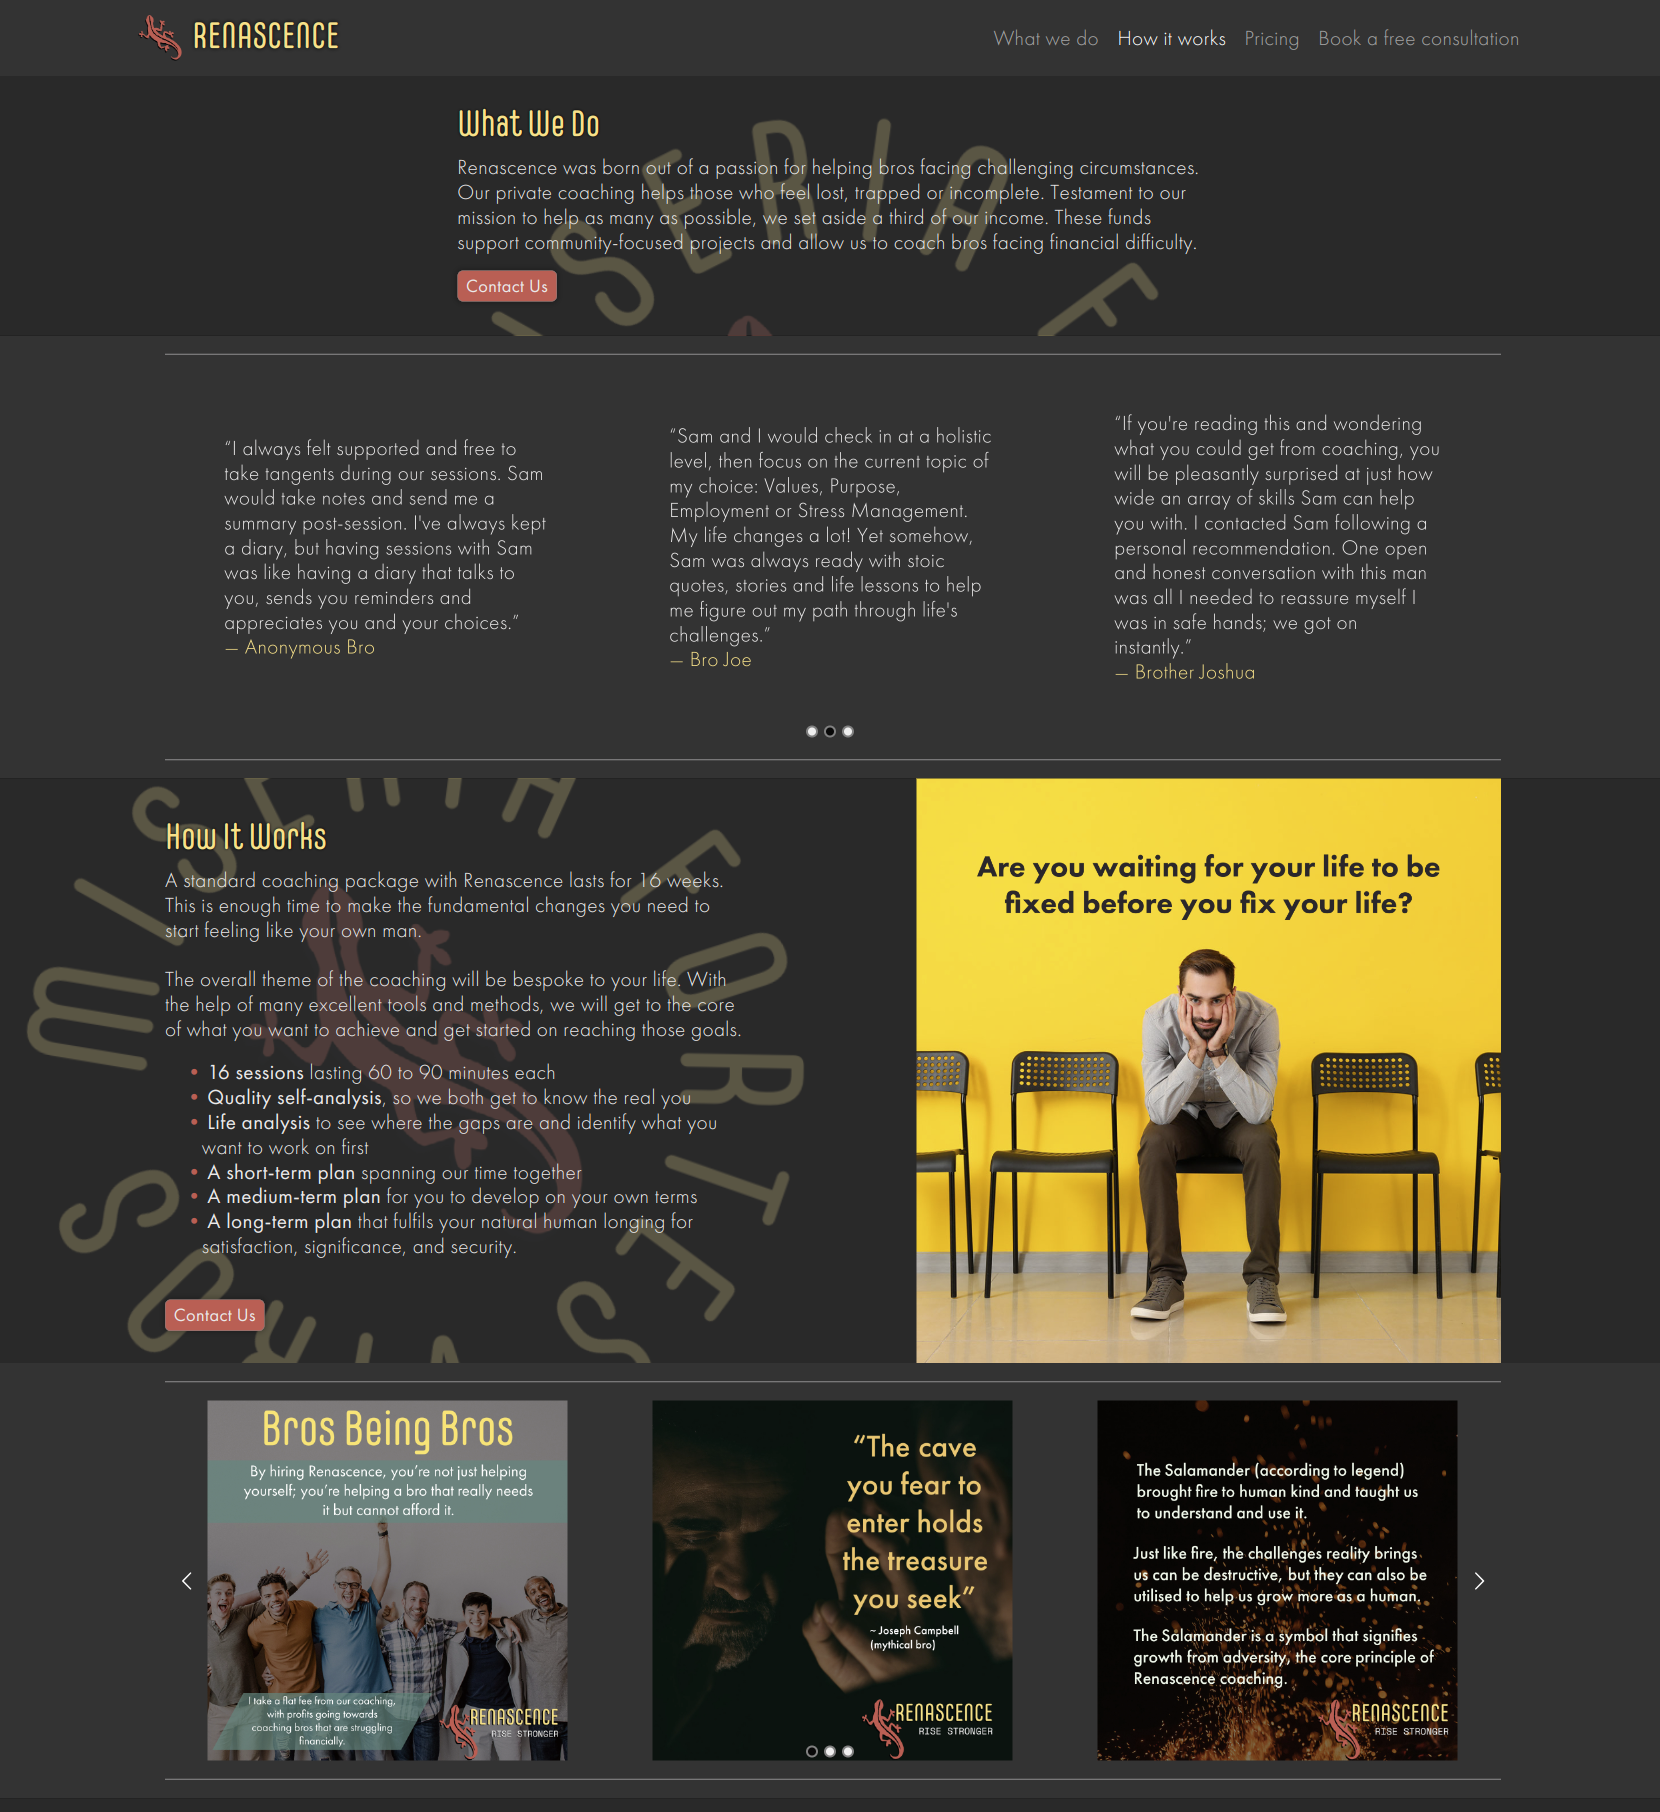 RENASCENCE
What we do How it works Pricing Book a free consultation
What We Do
Renascence was born out of a passion for helping bros facing challenging circumstances.
Our private coaching helps those who feel lost, trapped or incomplete. Testament to our
mission to help as many as possible, we set aside a third of our income. These funds
support community-focused projects and allow us to coach bros facing financial difficulty.
Contact Us
“I always felt supported and free to
take tangents during our sessions. Sam
would take notes and send me a
summary post-session. I've always kept
a diary, but having sessions with Sam
was like having a diary that talks to
you, sends you reminders and
appreciates you and your choices.”
— Anonymous Bro
“Sam and I would check in at a holistic
level, then focus on the current topic of
my choice: Values, Purpose,
Employment or Stress Management.
My life changes a lot! Yet somehow,
Sam was always ready with stoic
quotes, stories and life lessons to help
me figure out my path through life's
challenges.”
— Bro Joe
“If you're reading this and wondering
what you could get from coaching, you
will be pleasantly surprised at just how
wide an array of skills Sam can help
you with. I contacted Sam following a
personal recommendation. One open
and honest conversation with this man
was all I needed to reassure myself I
was in safe hands; we got on
instantly.”
— Brother Joshua
How It Works
A standard coaching package with Renascence lasts for 16 weeks.
This is enough time to make the fundamental changes you need to
start feeling like your own man.
The overall theme of the coaching will be bespoke to your life. With
the help of many excellent tools and methods, we will get to the core
of what you want to achieve and get started on reaching those goals.
• 16 sessions lasting 60 to 90 minutes each
• Quality self-analysis, so we both get to know the real you
• Life analysis to see where the gaps are and identify what you
want to work on first
• A short-term plan spanning our time together
• A medium-term plan for you to develop on your own terms
• A long-term plan that fulfils your natural human longing for
satisfaction, significance, and security.
Contact Us
MISERIA FORTES VIROS
Are you waiting for your life to be
fixed before you fix your life?
Bros Being Bros
By hiring Renascence, you’re not just helping
yourself; you’re helping a bro that really needs
it but cannot afford it.
I take a flat fee from our coaching,
with profits going towards
coaching bros that are struggling
financially.
RENASCENCE
RISE STRONGER
“The cave
you fear to
enter holds
the treasure
you seek”
~ Joseph Campbell
(mythical bro)
RENASCENCE
RISE STRONGER
The Salamander (according to legend)
brought fire to human kind and taught us
to understand and use it.
Just like fire, the challenges reality brings
us can be destructive, but they can also be
utilised to help us grow more as a human.
The Salamander is a symbol that signifies
growth from adversity, the core principle of
Renascence coaching.
RENASCENCE
RISE STRONGER